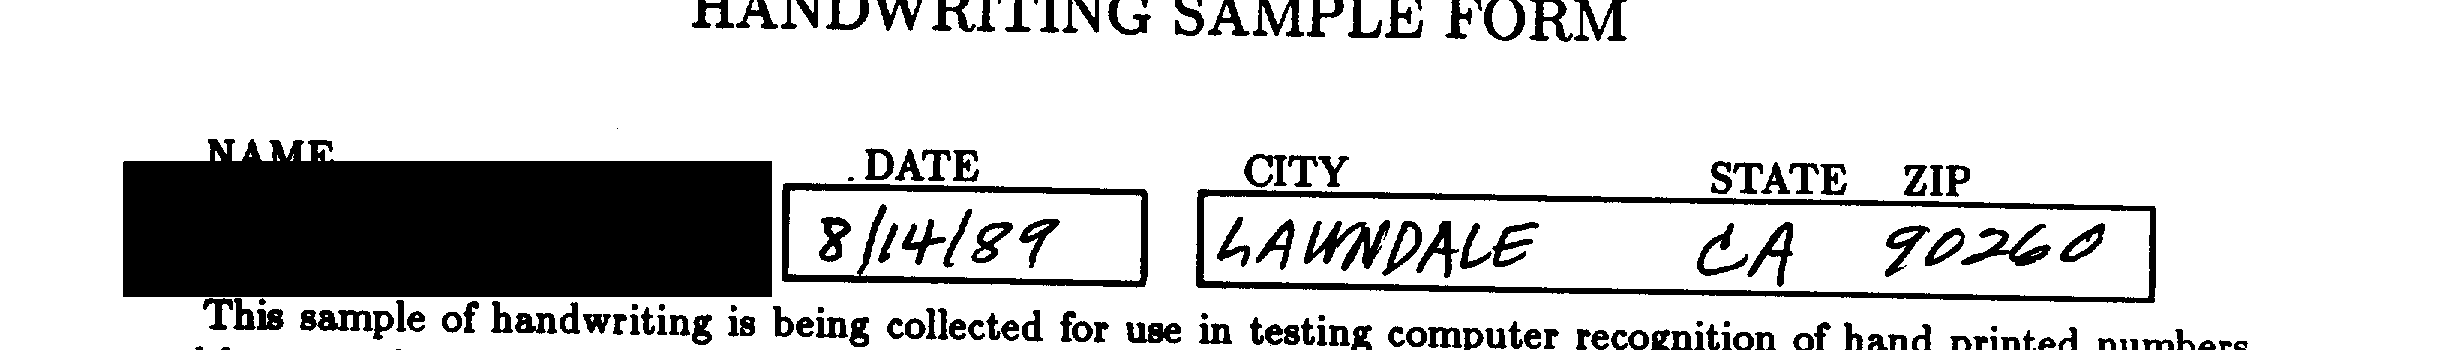 HANDWRITING SAMPLE FORM
NAME DATE CITY STATE ZIP
8/14/89 LAWNDALE CA 90260
This sample of handwriting is being collected for use in testing computer recognition of hand printed numbers